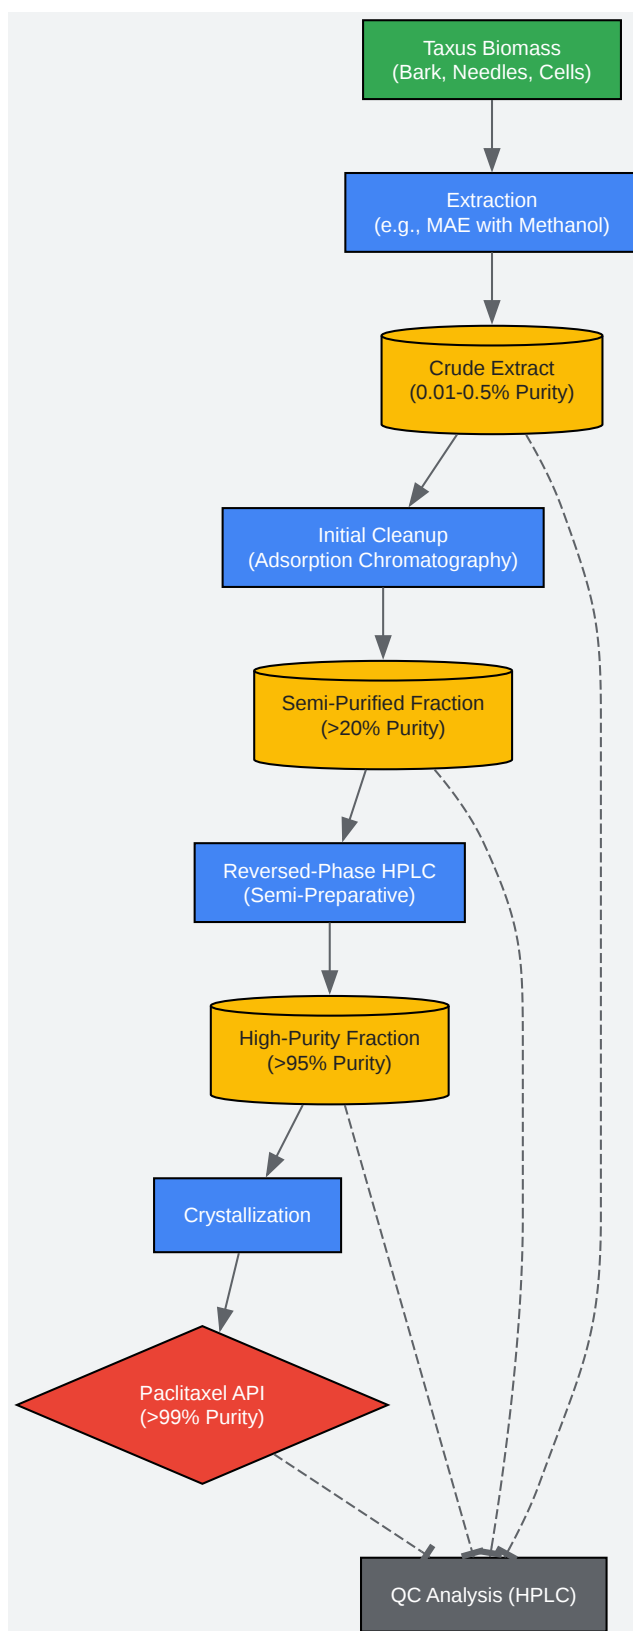 Taxus Biomass
(Bark, Needles, Cells)
Extraction
(e.g., MAE with Methanol)
Crude Extract
(0.01-0.5% Purity)
Initial Cleanup
(Adsorption Chromatography)
Semi-Purified Fraction
(>20% Purity)
Reversed-Phase HPLC
(Semi-Preparative)
High-Purity Fraction
(>95% Purity)
Crystallization
Paclitaxel API
(>99% Purity)
QC Analysis (HPLC)